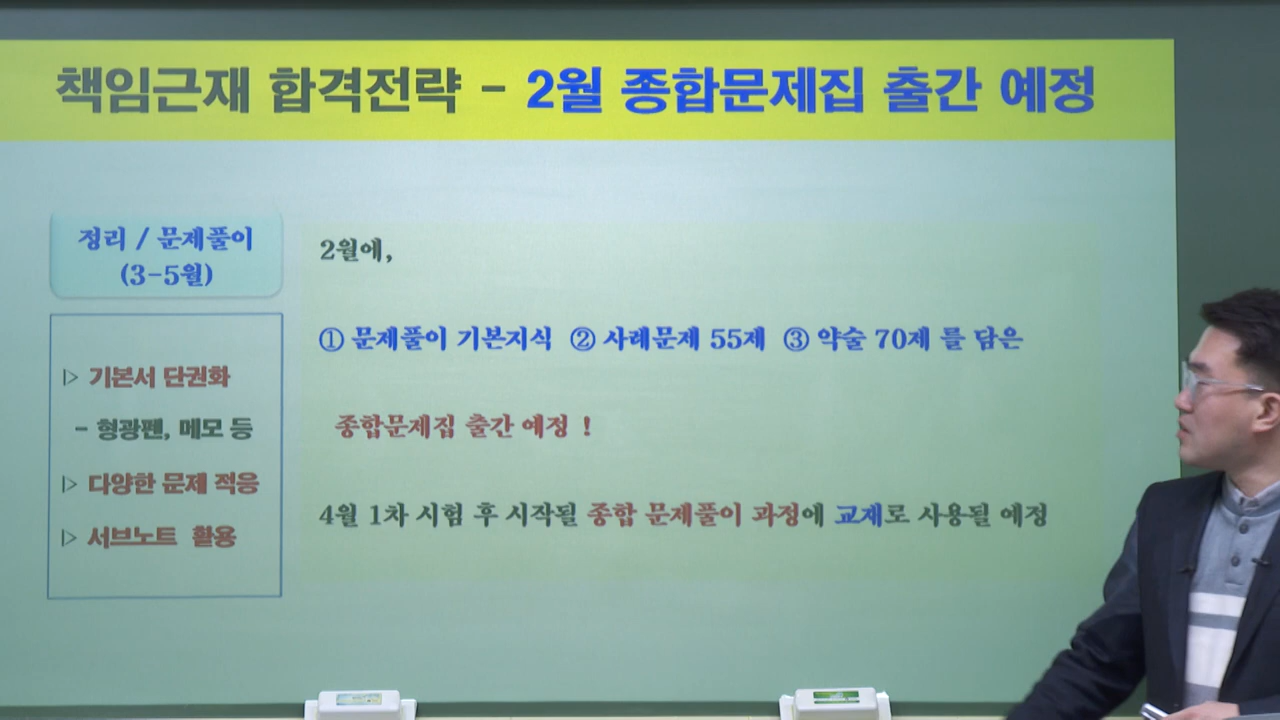 책임근재 합격전략 - 2월 종합문제집 출간 예정
정리 / 문제풀이
(3-5월)
▷ 기본서 단권화
- 형광펜, 메모 등
▷ 다양한 문제 적응
▷ 서브노트 활용
2월에,
① 문제풀이 기본지식 ② 사례문제 55제 ③ 약술 70제 를 담은
종합문제집 출간 예정 !
4월 1차 시험 후 시작될 종합 문제풀이 과정에 교재로 사용될 예정